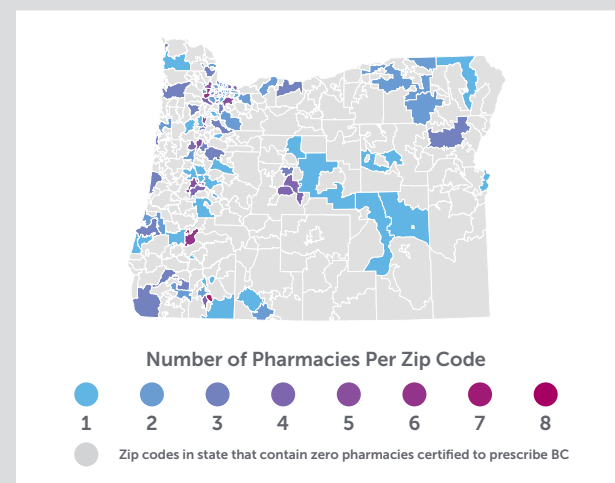 Number of Pharmacies Per Zip Code
1 2 3 4 5 6 7 8
Zip codes in state that contain zero pharmacies certified to prescribe BC